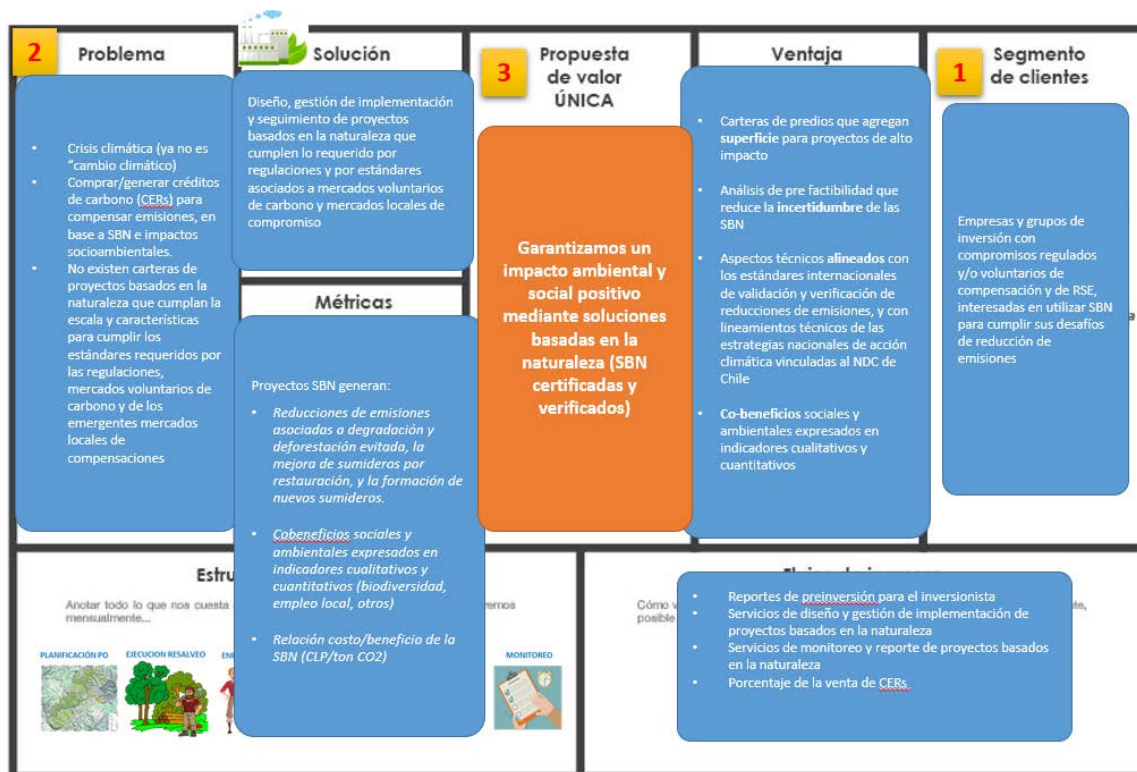 2
Problema
• Crisis climática (ya no es
“cambio climático)
• Comprar/generar créditos
de carbono (CERs) para
compensar emisiones, en
base a SBN e impactos
socioambientales.
• No existen carteras de
proyectos basados en la
naturaleza que cumplan la
escala y características
para cumplir los
estándares requeridos por
las regulaciones,
mercados voluntarios de
carbono y de los
emergentes mercados
locales de
compensaciones
Solución
Diseño, gestión de implementación
y seguimiento de proyectos
basados en la naturaleza que
cumplen lo requerido por
regulaciones y por estándares
asociados a mercados voluntarios
de carbono y mercados locales de
compromiso
Métricas
Proyectos SBN generan:
• Reducciones de emisiones
asociadas a degradación y
deforestación evitada, la
mejora de sumideros por
restauración, y la formación de
nuevos sumideros.
• Cobeneficios sociales y
ambientales expresados en
indicadores cualitativos y
cuantitativos (biodiversidad,
empleo local, otros)
• Relación costo/beneficio de la
SBN (CLP/ton CO2)
3
Propuesta
de valor
ÚNICA
Garantizamos un
impacto ambiental y
social positivo
mediante soluciones
basadas en la
naturaleza (SBN
certificadas y
verificados)
Ventaja
• Carteras de predios que agregan
superficie para proyectos de alto
impacto
• Análisis de pre factibilidad que
reduce la incertidumbre de las
SBN
• Aspectos técnicos alineados con
los estándares internacionales
de validación y verificación de
reducciones de emisiones, y con
lineamientos técnicos de las
estrategias nacionales de acción
climática vinculadas al NDC de
Chile
• Co-beneficios sociales y
ambientales expresados en
indicadores cualitativos y
cuantitativos
1
Segmento
de clientes
Empresas y grupos de
inversión con
compromisos regulados
y/o voluntarios de
compensación y de RSE,
interesadas en utilizar SBN
para cumplir sus desafíos
de reducción de
emisiones
Estru
Anotar todo lo que nos cuesta
mensualmente...
PLANIFICACIÓN PO
EJECUCION RESALVEO
MONITOREO
Cómo
posible
• Reportes de preinversión para el inversionista
• Servicios de diseño y gestión de implementación de
proyectos basados en la naturaleza
• Servicios de monitoreo y reporte de proyectos basados
en la naturaleza
• Porcentaje de la venta de CERs